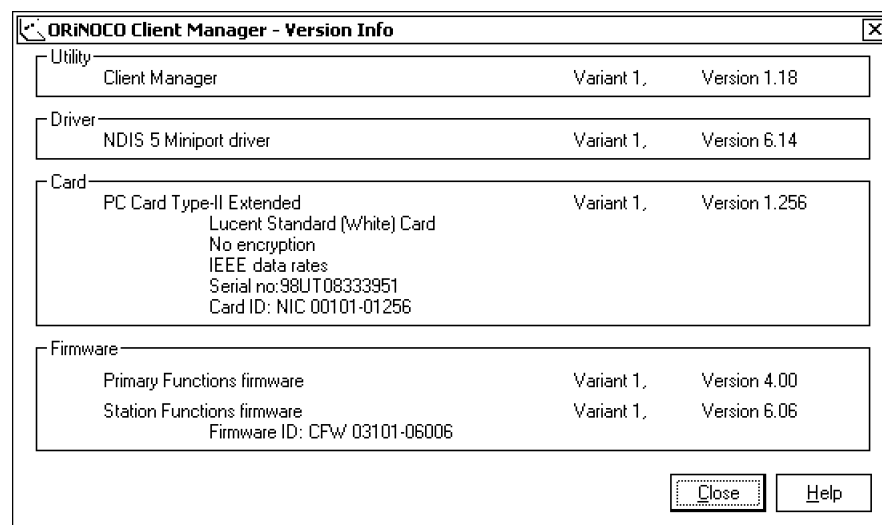 ORiNOCO Client Manager - Version Info
Utility
Client Manager Variant 1, Version 1.18
Driver
NDIS 5 Miniport driver Variant 1, Version 6.14
Card
PC Card Type-II Extended Variant 1, Version 1.256
Lucent Standard (White) Card
No encryption
IEEE data rates
Serial no:98UT08333951
Card ID: NIC 00101-01256
Firmware
Primary Functions firmware Variant 1, Version 4.00
Station Functions firmware Variant 1, Version 6.06
Firmware ID: CFW 03101-06006
Close Help